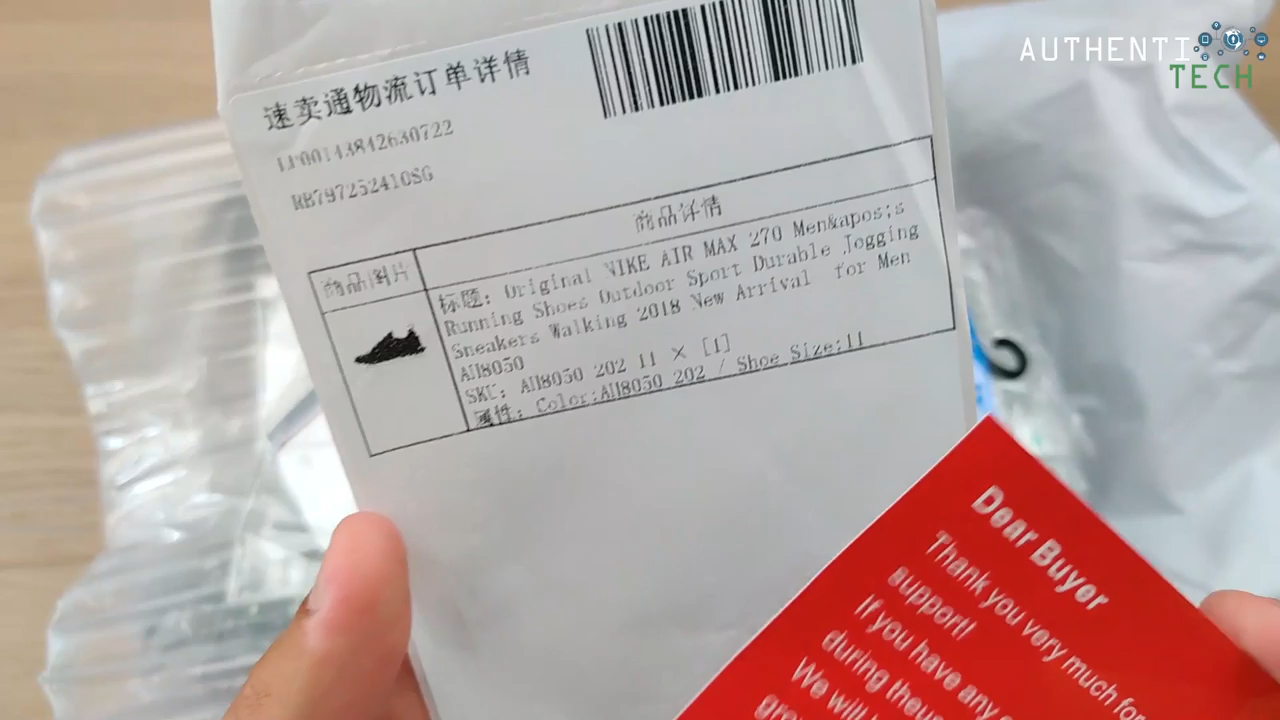 AUTHENTI
TECH
速卖通物流订单详情
LP00143842630722
RB797252410SG
商品图片
商品详情
标题: Original NIKE AIR MAX 270 Men&apos;s
Running Shoes Outdoor Sport Durable Jogging
Sneakers Walking 2018 New Arrival for Men
AH8050
SKU: AH8050 202 11 × [1]
属性: Color:AH8050 202 / Shoe Size:11
Dear Buyer
Thank you very much for
support!
If you have any
during the
We will